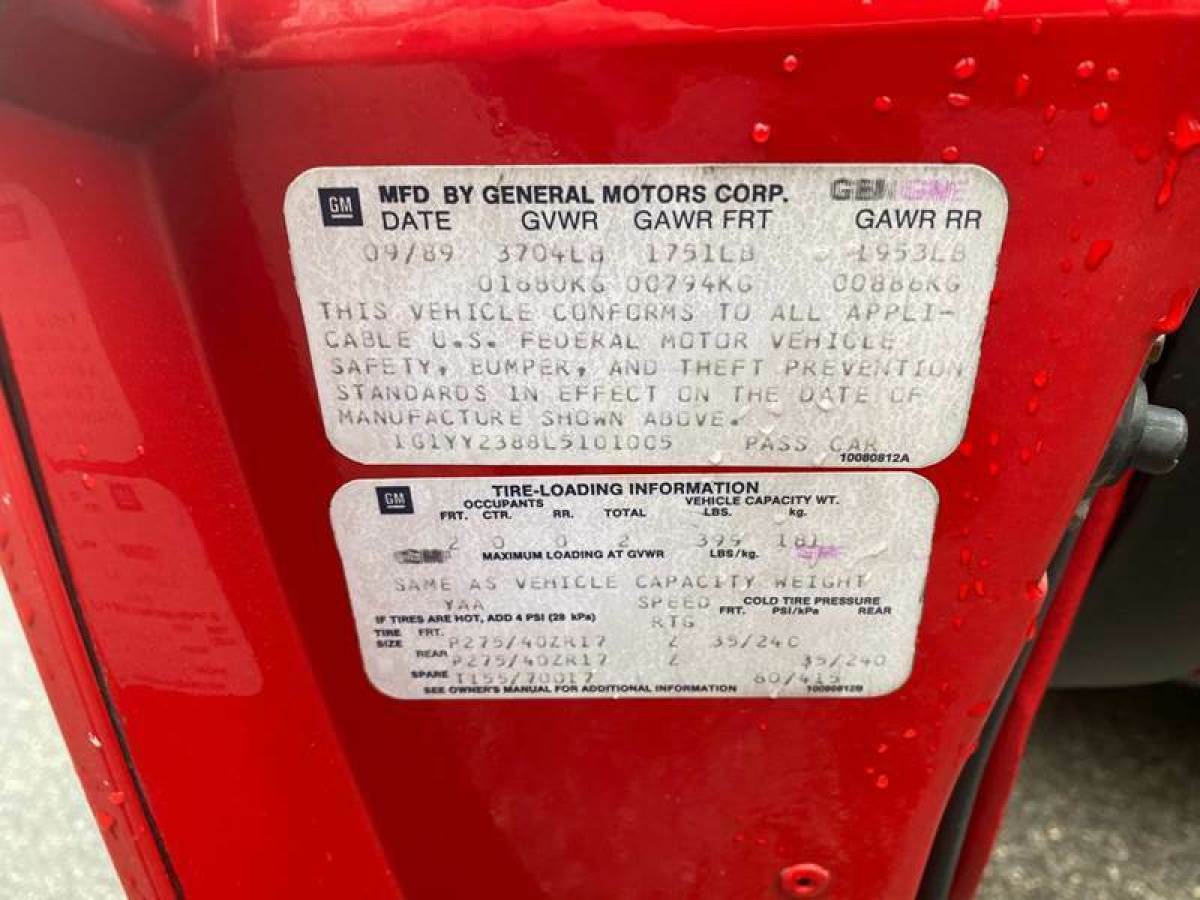 GM MFD BY GENERAL MOTORS CORP.
DATE GVWR GAWR FRT GAWR RR
09/89 3704LB 1751LB 1953LB
01680KG 00794KG 00886KG
THIS VEHICLE CONFORMS TO ALL APPLI-
CABLE U.S. FEDERAL MOTOR VEHICLE
SAFETY, BUMPER, AND THEFT PREVENTION
STANDARDS IN EFFECT ON THE DATE OF
MANUFACTURE SHOWN ABOVE.
1G1YY2388L5101005 PASS CAR
10080812A
GM TIRE-LOADING INFORMATION
OCCUPANTS VEHICLE CAPACITY WT.
FRT. CTR. RR. TOTAL LBS. kg.
2 0 0 2 399 181
MAXIMUM LOADING AT GVWR LBS/kg.
SAME AS VEHICLE CAPACITY WEIGHT
YAA SPEED COLD TIRE PRESSURE
IF TIRES ARE HOT, ADD 4 PSI (28 kPa) RTG FRT. PSI/kPa REAR
TIRE SIZE FRT. P275/40ZR17 Z 35/240
REAR P275/40ZR17 Z 35/240
SPARE T155/70D17 60/415
SEE OWNER'S MANUAL FOR ADDITIONAL INFORMATION 10080812B